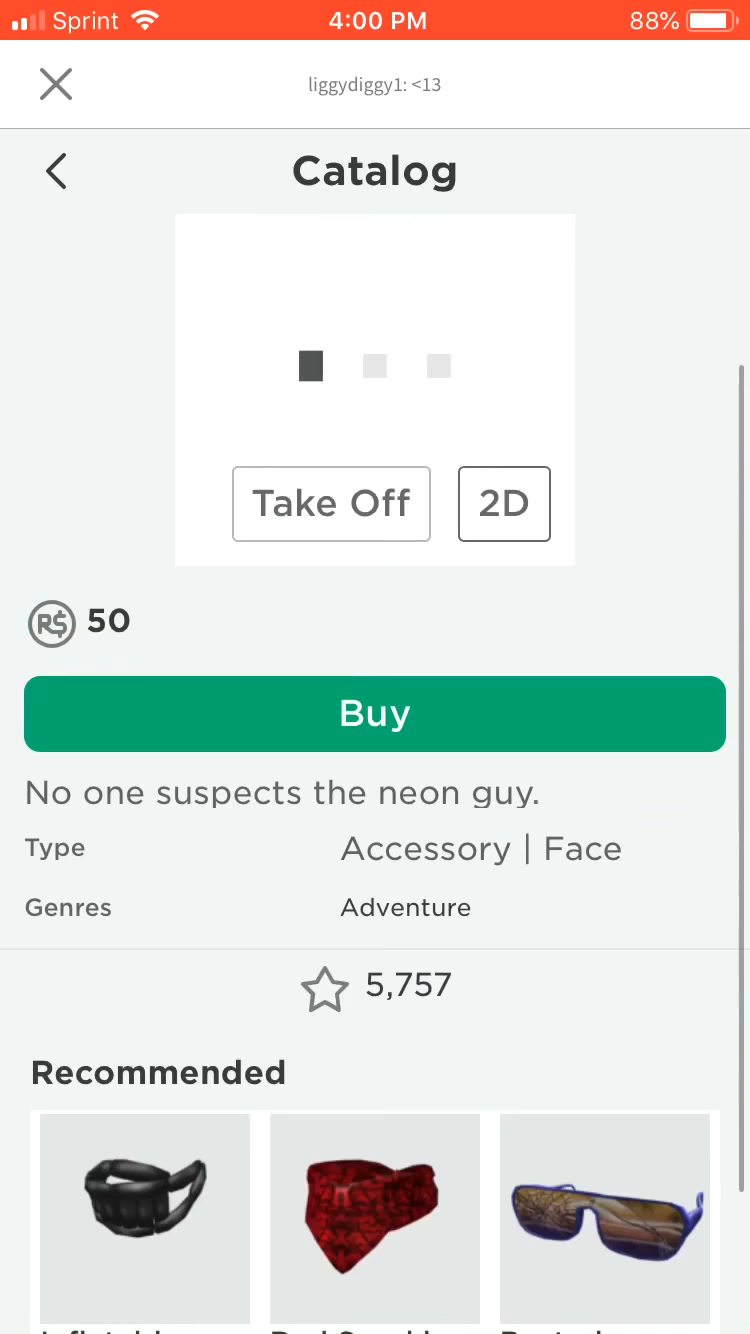 Sprint 4:00 PM 88%
liggydiggy1: <13
Catalog
Take Off 2D
R$ 50
Buy
No one suspects the neon guy.
Type Accessory | Face
Genres Adventure
5,757
Recommended